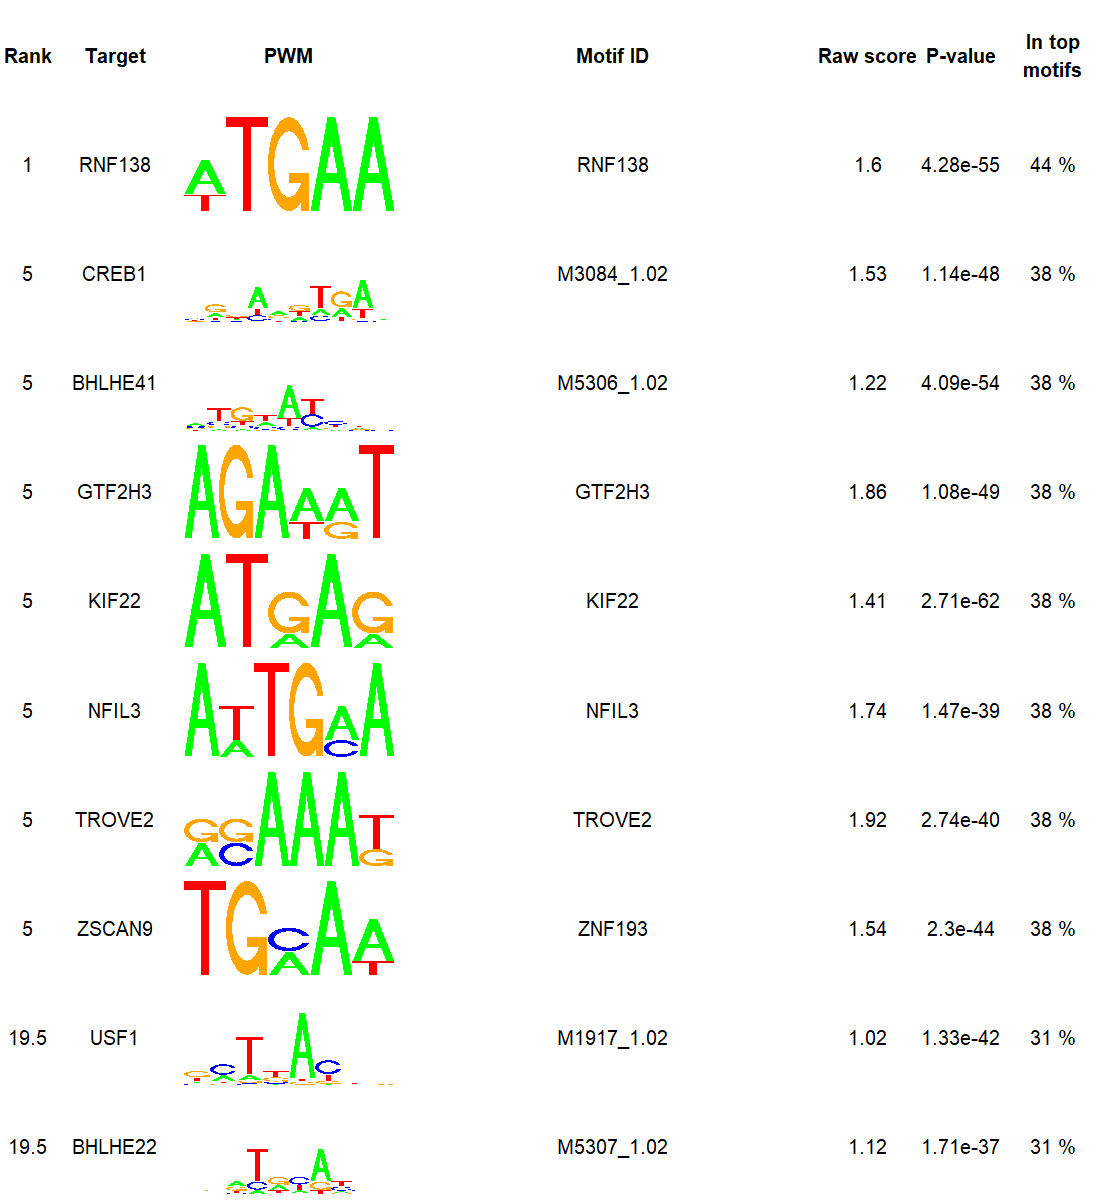 Rank Target PWM Motif ID Raw score P-value In top motifs
1 RNF138 ATGAA RNF138 1.6 4.28e-55 44 %
5 CREB1 M3084_1.02 1.53 1.14e-48 38 %
5 BHLHE41 M5306_1.02 1.22 4.09e-54 38 %
5 GTF2H3 AGAAAT M GTF2H3 1.86 1.08e-49 38 %
5 KIF22 ATGAG KIF22 1.41 2.71e-62 38 %
5 NFIL3 ATTGAA NFIL3 1.74 1.47e-39 38 %
5 TROVE2 GGAAAT TROVE2 1.92 2.74e-40 38 %
5 ZSCAN9 TGCAA ZNF193 1.54 2.3e-44 38 %
19.5 USF1 M1917_1.02 1.02 1.33e-42 31 %
19.5 BHLHE22 M5307_1.02 1.12 1.71e-37 31 %